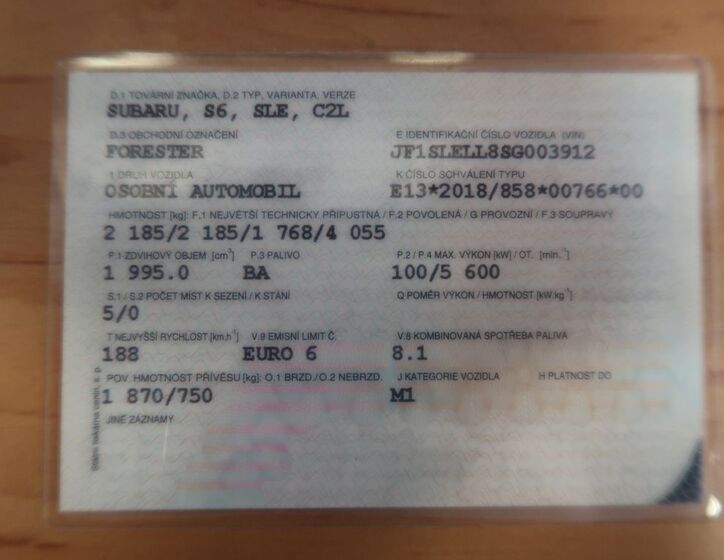 D.1 TOVÁRNÍ ZNAČKA, D.2 TYP, VARIANTA, VERZE
SUBARU, S6, SLE, C2L
D.3 OBCHODNÍ OZNAČENÍ E IDENTIFIKAČNÍ ČÍSLO VOZIDLA (VIN)
FORESTER JF1SLELL8SG003912
1 DRUH VOZIDLA K ČÍSLO SCHVÁLENÍ TYPU
OSOBNÍ AUTOMOBIL E13*2018/858*00766*00
HMOTNOST [kg]: F.1 NEJVĚTŠÍ TECHNICKY PŘÍPUSTNÁ / F.2 POVOLENÁ / G PROVOZNÍ / F.3 SOUPRAVY
2 185/2 185/1 768/4 055
P.1 ZDVIHOVÝ OBJEM [cm³] P.3 PALIVO P.2 / P.4 MAX. VÝKON [kW] / OT. [min.⁻¹]
1 995.0 BA 100/5 600
S.1 / S.2 POČET MÍST K SEZENÍ / K STÁNÍ Q POMĚR VÝKON / HMOTNOST [kW.kg⁻¹]
5/0
T NEJVYŠŠÍ RYCHLOST [km.h⁻¹] V.9 EMISNÍ LIMIT Č. V.8 KOMBINOVANÁ SPOTŘEBA PALIVA
188 EURO 6 8.1
POV. HMOTNOST PŘÍVĚSU [kg]: O.1 BRZD./O.2 NEBRZD. J KATEGORIE VOZIDLA H PLATNOST DO
1 870/750 M1
JINÉ ZÁZNAMY
Státní tiskárna cenin, s. p.